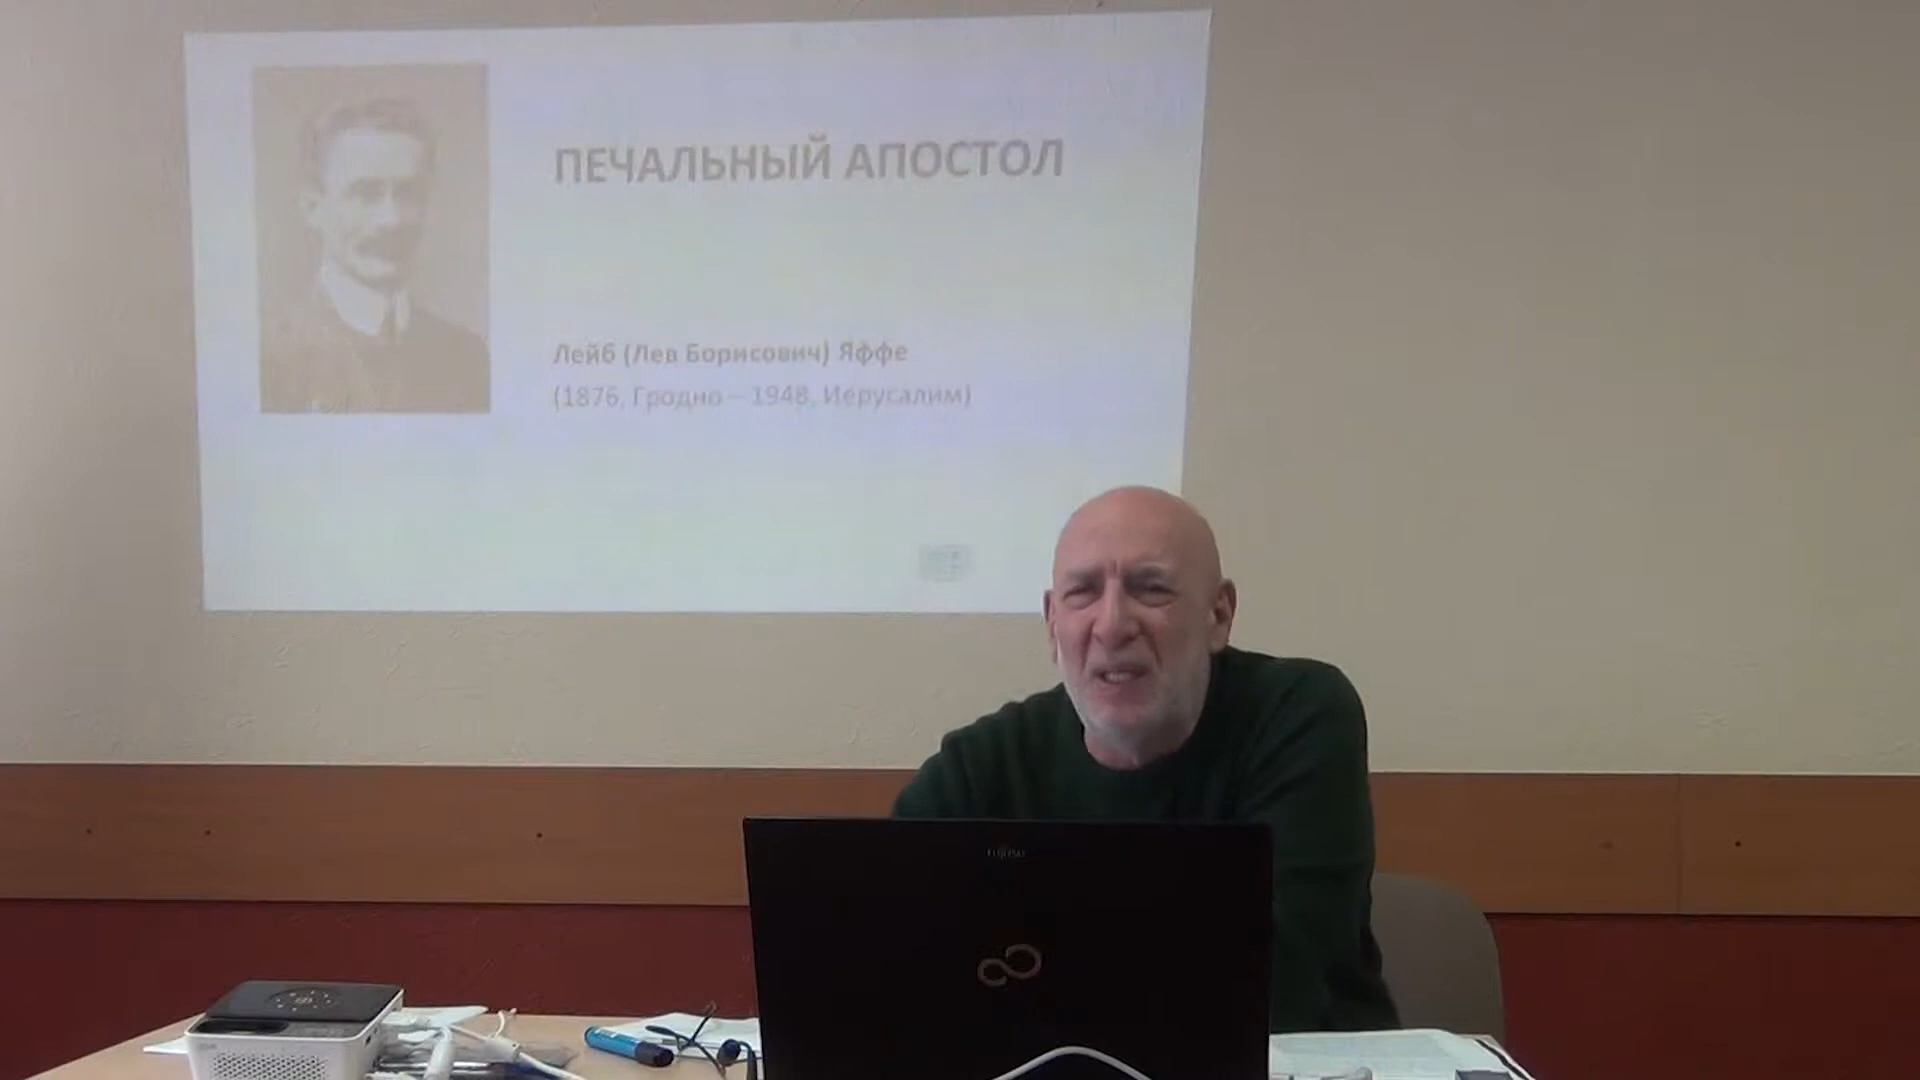 ПЕЧАЛЬНЫЙ АПОСТОЛ
Лейб (Лев Борисович) Яффе
(1876, Гродно – 1948, Иерусалим)
FUJITSU